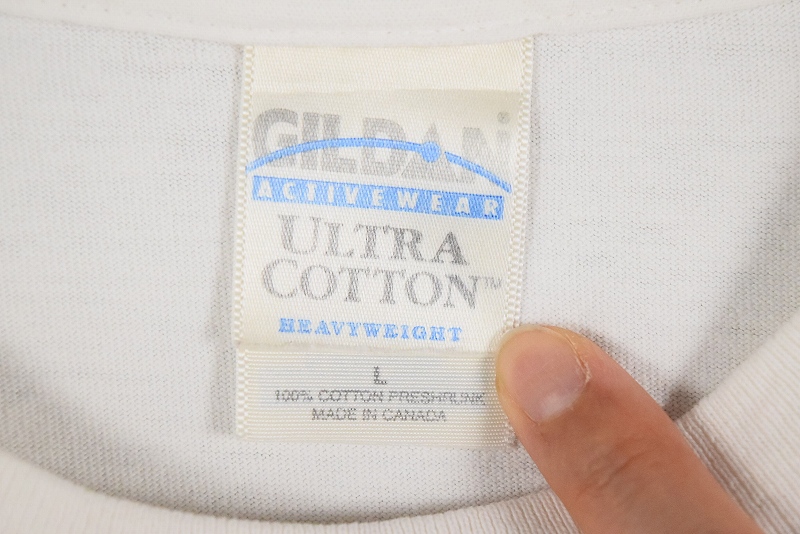 GILDAN
ACTIVEWEAR
ULTRA
COTTON™
HEAVYWEIGHT
L
100% COTTON PRESHRUNK
MADE IN CANADA